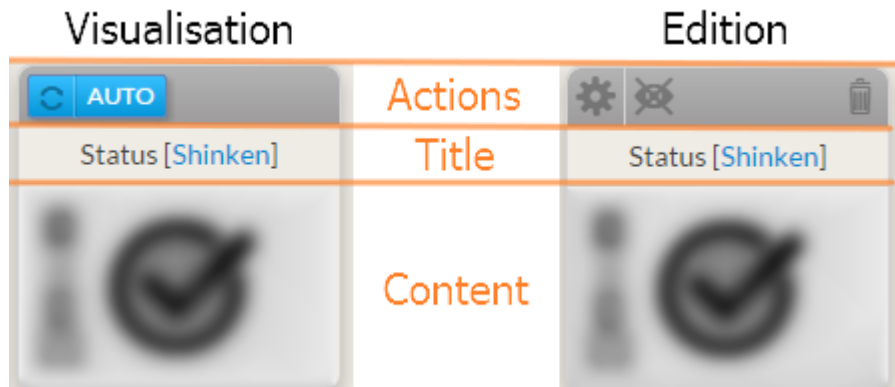 Visualisation Edition
AUTO Actions
Status [Shinken] Title Status [Shinken]
Content